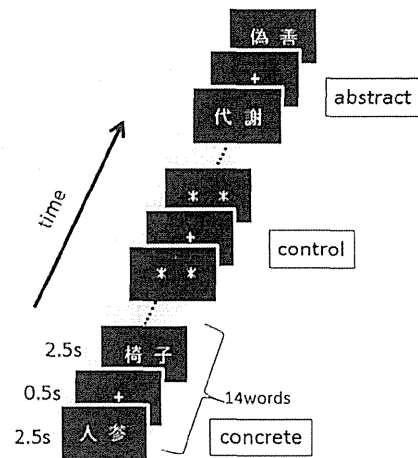 偽 善
+
abstract
代 謝
time
* *
+
control
* *
2.5s
椅 子
0.5s
+
14words
2.5s
人 参
concrete